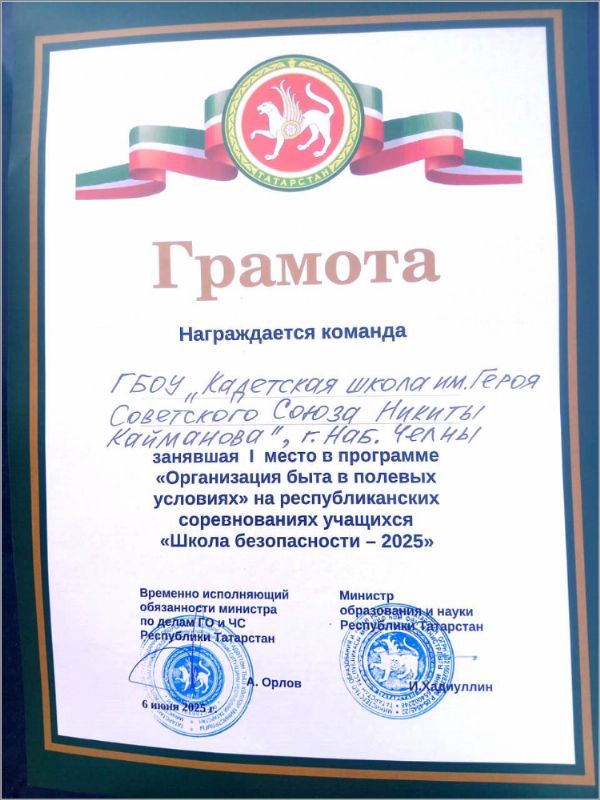 ТАТАРСТАН
Грамота
Награждается команда
ГБОУ „Кадетская школа им. Героя
Советского Союза Никиты
Кайманова”, г. Наб. Челны
занявшая I место в программе
«Организация быта в полевых
условиях» на республиканских
соревнованиях учащихся
«Школа безопасности – 2025»
Временно исполняющий
обязанности министра
по делам ГО и ЧС
Республики Татарстан
А. Орлов
6 июня 2025 г.
Министр
образования и науки
Республики Татарстан
И.Хадиуллин